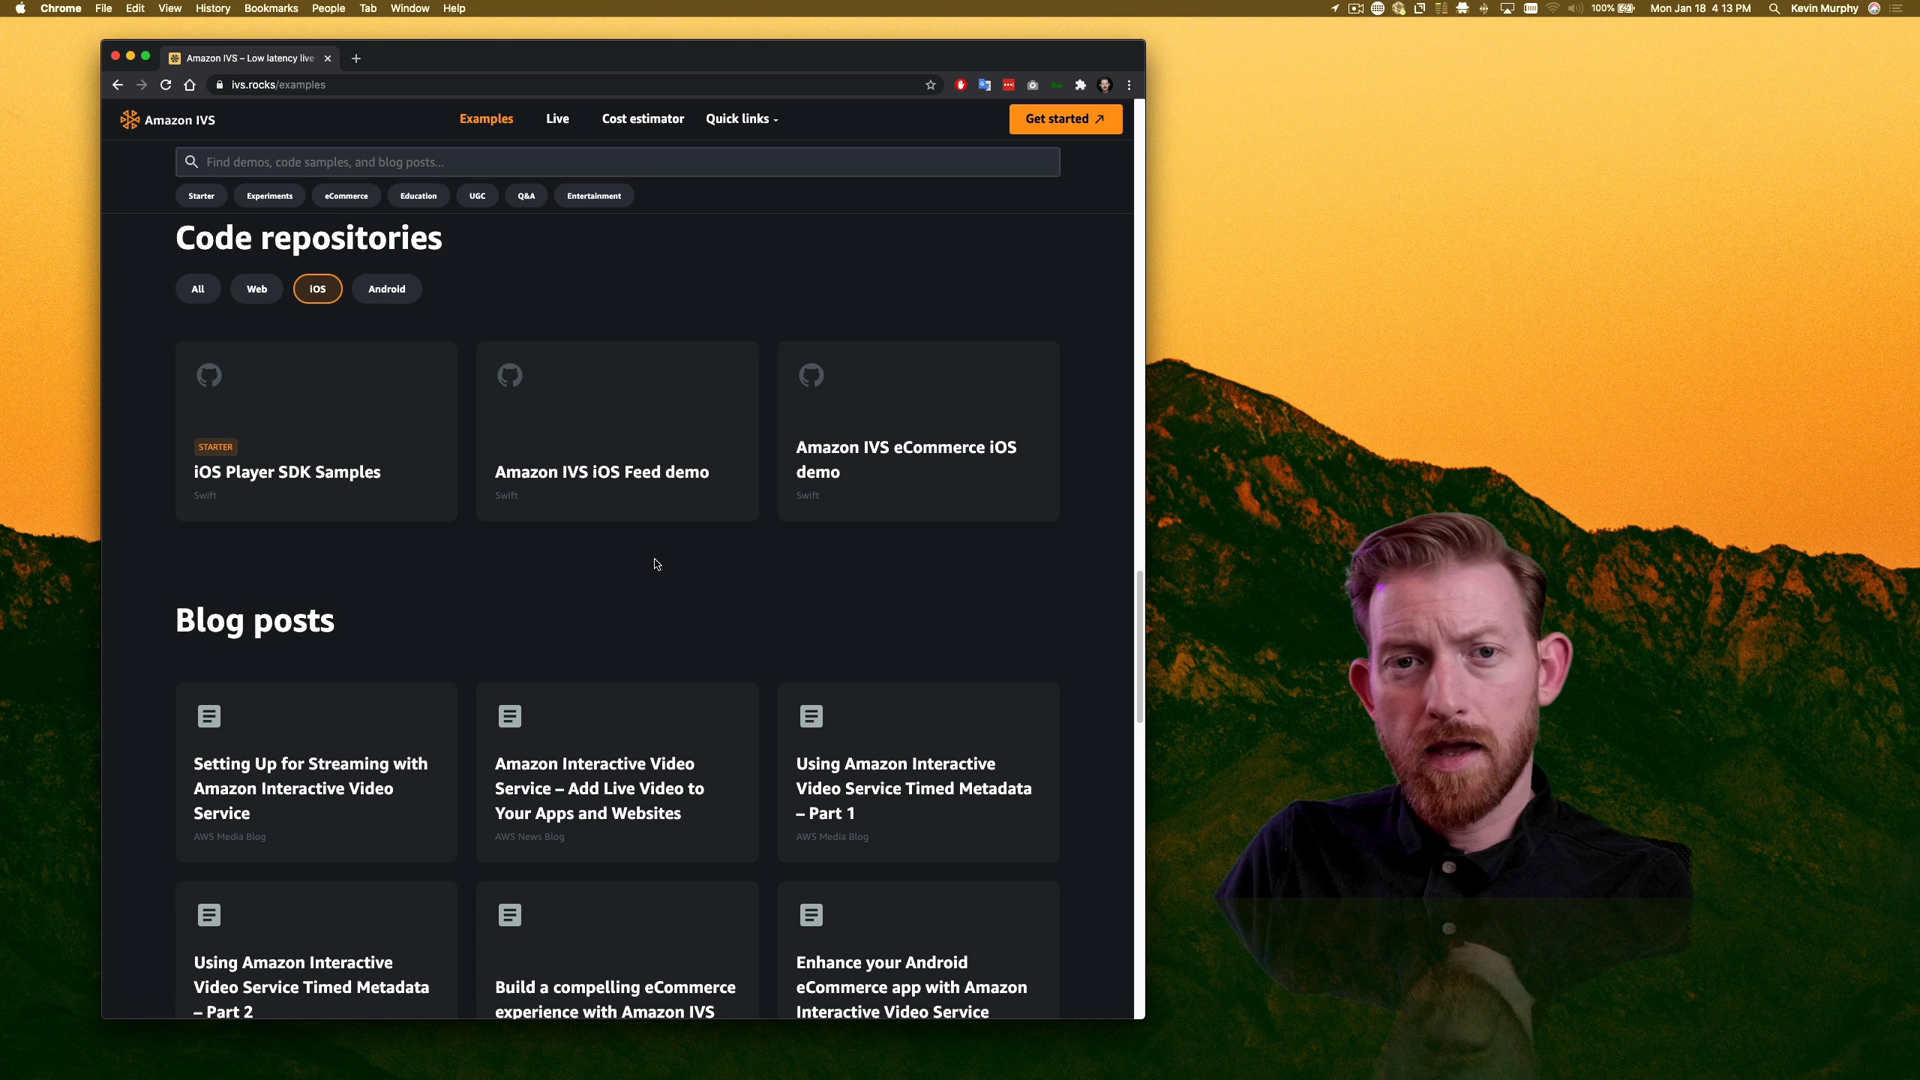 Chrome File Edit View History Bookmarks People Tab Window Help 100% Mon Jan 18 4:13 PM Kevin Murphy
Amazon IVS – Low latency live
ivs.rocks/examples
Amazon IVS Examples Live Cost estimator Quick links Get started
Find demos, code samples, and blog posts...
Starter Experiments eCommerce Education UGC Q&A Entertainment
Code repositories
All Web iOS Android
STARTER
iOS Player SDK Samples
Swift
Amazon IVS iOS Feed demo
Swift
Amazon IVS eCommerce iOS
demo
Swift
Blog posts
Setting Up for Streaming with
Amazon Interactive Video
Service
AWS Media Blog
Amazon Interactive Video
Service – Add Live Video to
Your Apps and Websites
AWS News Blog
Using Amazon Interactive
Video Service Timed Metadata
– Part 1
AWS Media Blog
Using Amazon Interactive
Video Service Timed Metadata
– Part 2
Build a compelling eCommerce
experience with Amazon IVS
Enhance your Android
eCommerce app with Amazon
Interactive Video Service